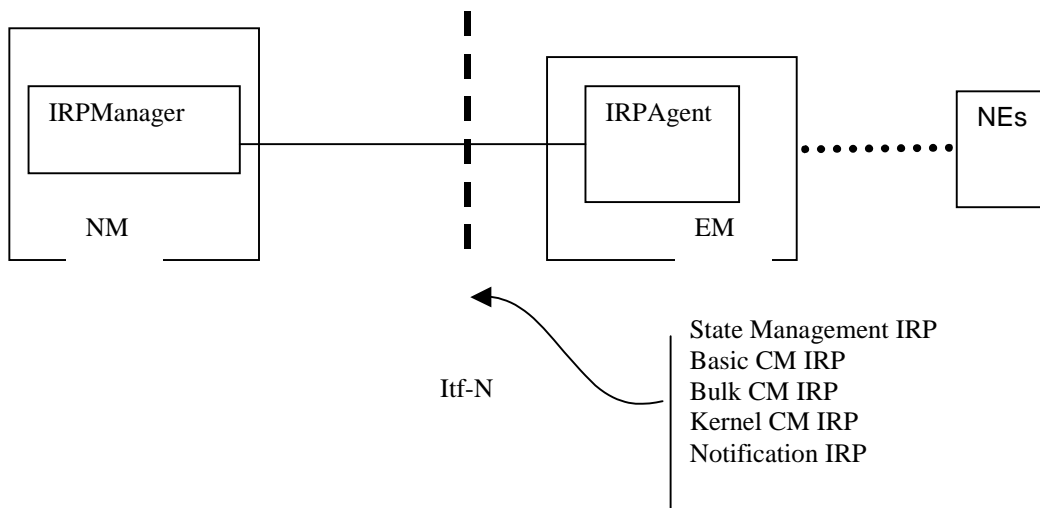 IRPManager
IRPAgent
NEs
NM
EM
Itf-N
State Management IRP
Basic CM IRP
Bulk CM IRP
Kernel CM IRP
Notification IRP